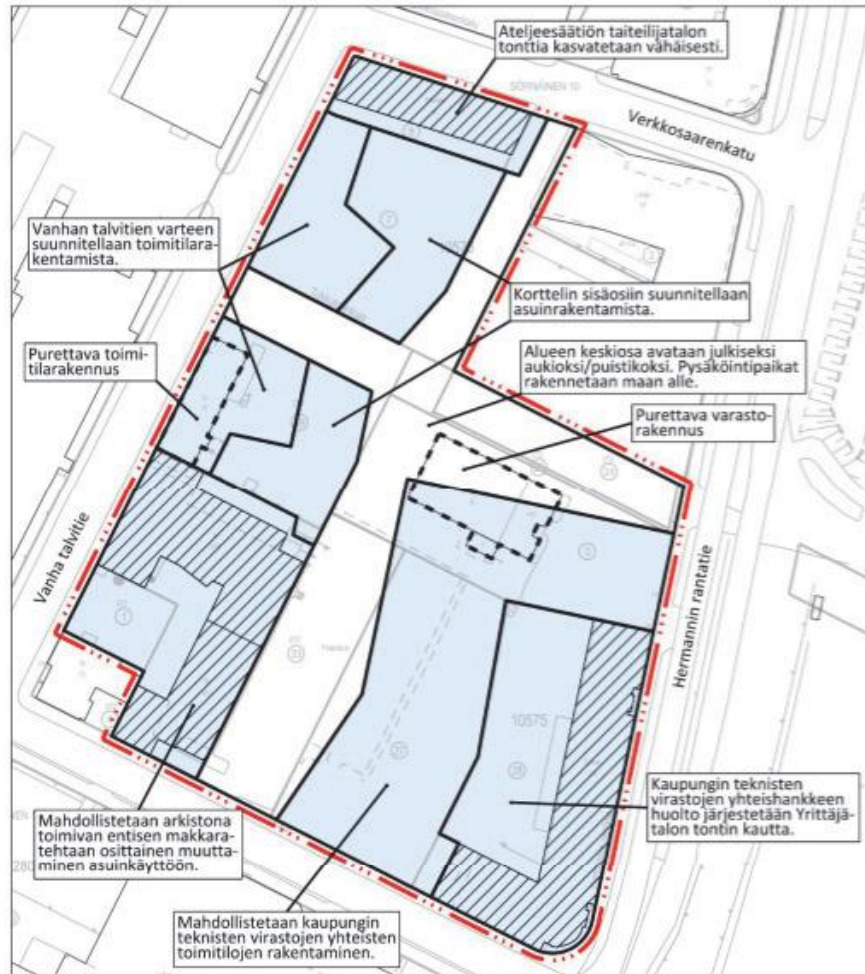 Ateljeesäätiön taiteilijatalon
tonttia kasvatetaan vähäisesti.
SÖRNÄINEN 10
Verkkosaarenkatu
Vanhan talvitien varteen
suunnitellaan toimitilara-
kentamista.
Korttelin sisäosiin suunnitellaan
asuinrakentamista.
Purettava toimi-
tilarakennus
Alueen keskiosa avataan julkiseksi
aukioksi/puistikoksi. Pysäköintipaikat
rakennetaan maan alle.
Purettava varasto-
rakennus
Vanha talvitie
Hermannin rantatie
10575
Kaupungin teknisten
virastojen yhteishankkeen
huolto järjestetään Yrittäjä-
talon tontin kautta.
Mahdollistetaan arkistona
toimivan entisen makkara-
tehtaan osittainen muutta-
minen asuinkäyttöön.
280
Mahdollistetaan kaupungin
teknisten virastojen yhteisten
toimitilojen rakentaminen.